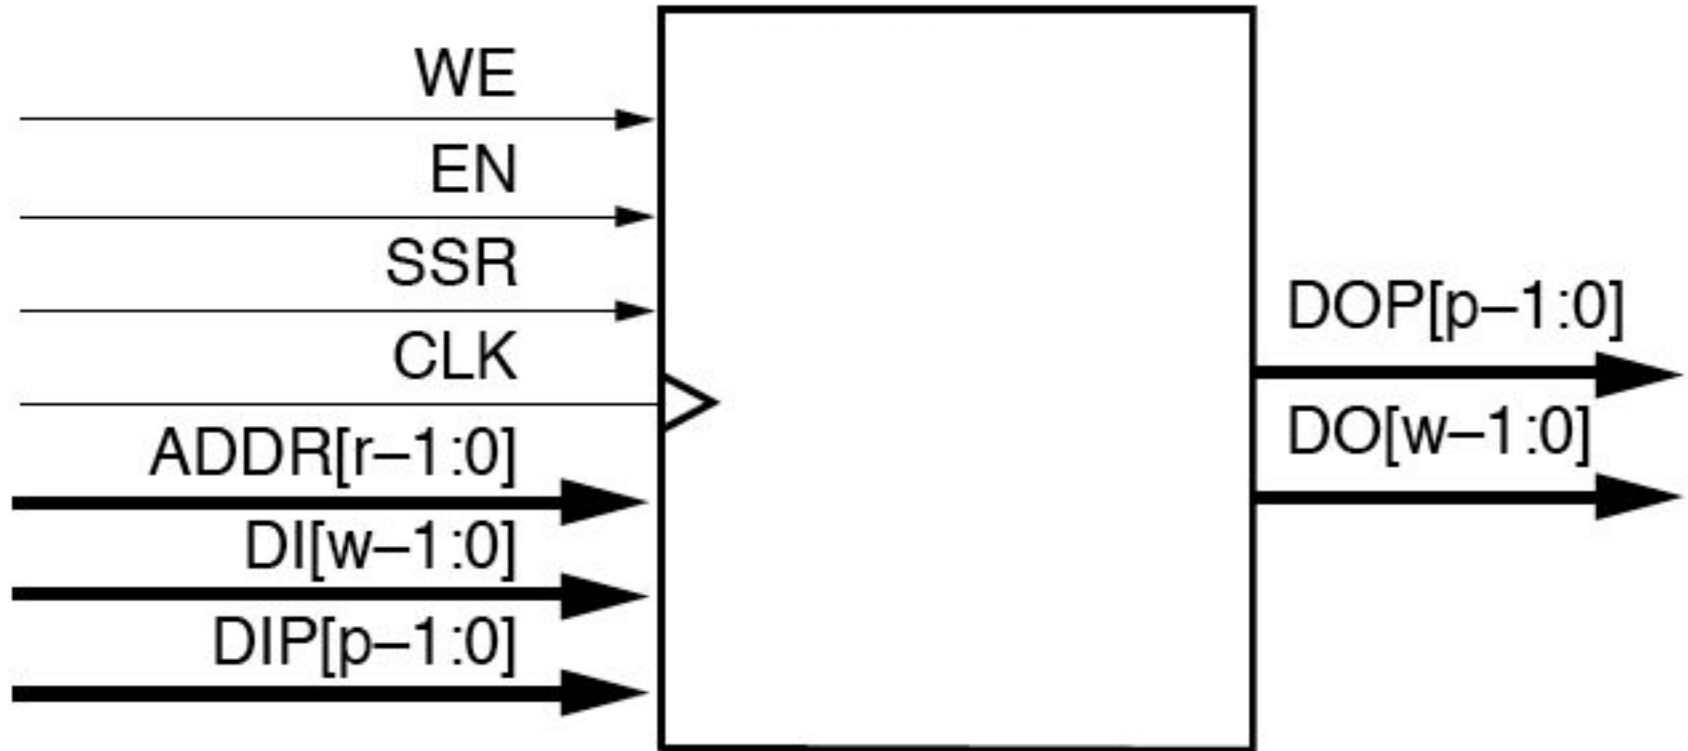 WE
EN
SSR
CLK
ADDR[r–1:0]
DI[w–1:0]
DIP[p–1:0]
DOP[p–1:0]
DO[w–1:0]